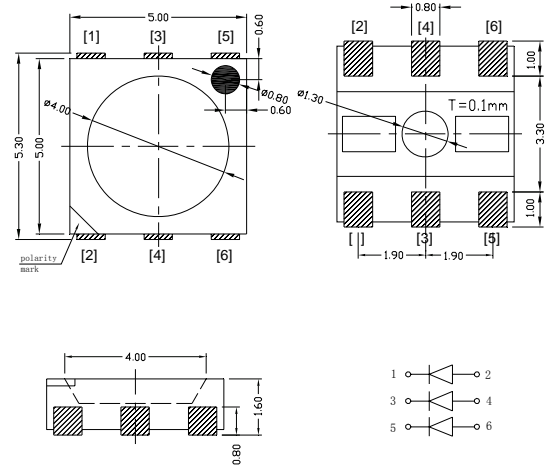 5.00
[1] [3] [5]
0.60
ø4.00
ø0.80
0.60
5.30
5.00
[2] [4] [6]
polarity
mark
0.80
[2] [4] [6]
1.00
ø1.30
T=0.1mm
3.30
1.00
[ ] [3] [5]
1.90 1.90
4.00
1.60
0.80
1 2
3 4
5 6